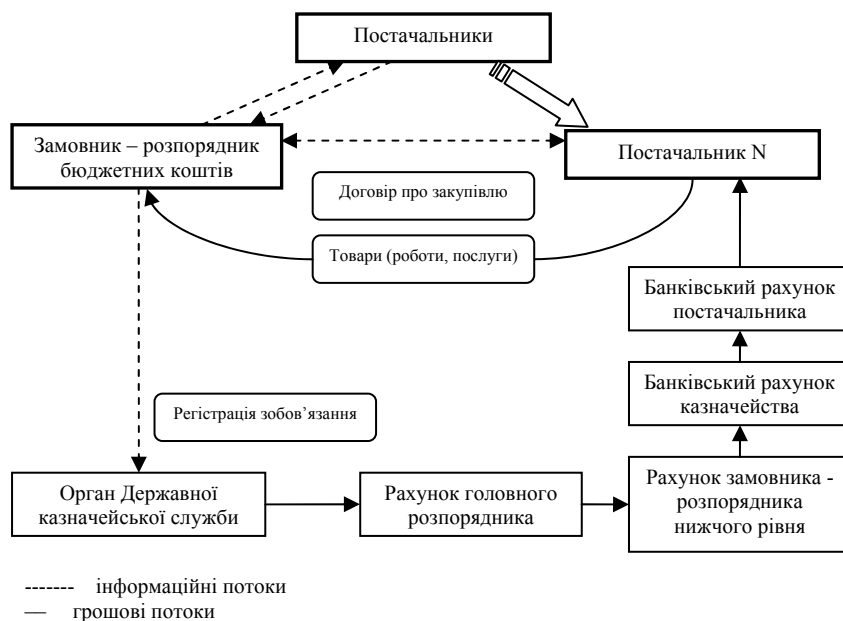 Постачальники
Замовник – розпорядник
бюджетних коштів
Постачальник N
Договір про закупівлю
Товари (роботи, послуги)
Банківський рахунок
постачальника
Банківський рахунок
казначейства
Регістрація зобов’язання
Орган Державної
казначейської служби
Рахунок головного
розпорядника
Рахунок замовника -
розпорядника
нижчого рівня
------- інформаційні потоки
— грошові потоки